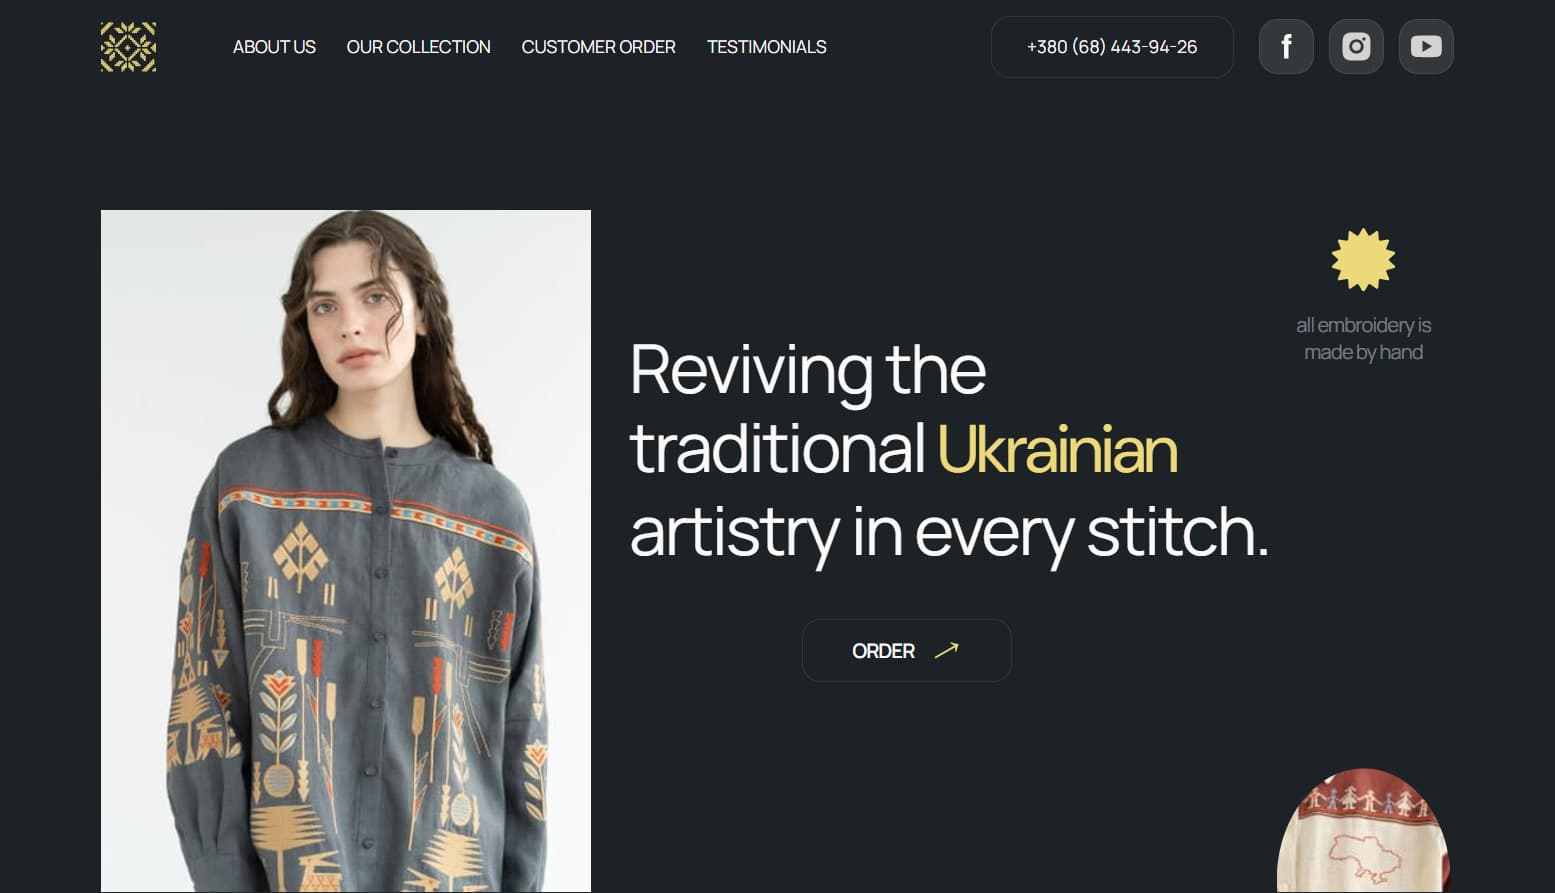 ABOUT US
OUR COLLECTION
CUSTOMER ORDER
TESTIMONIALS
+380 (68) 443-94-26
all embroidery is
made by hand
Reviving the
traditional Ukrainian
artistry in every stitch.
ORDER